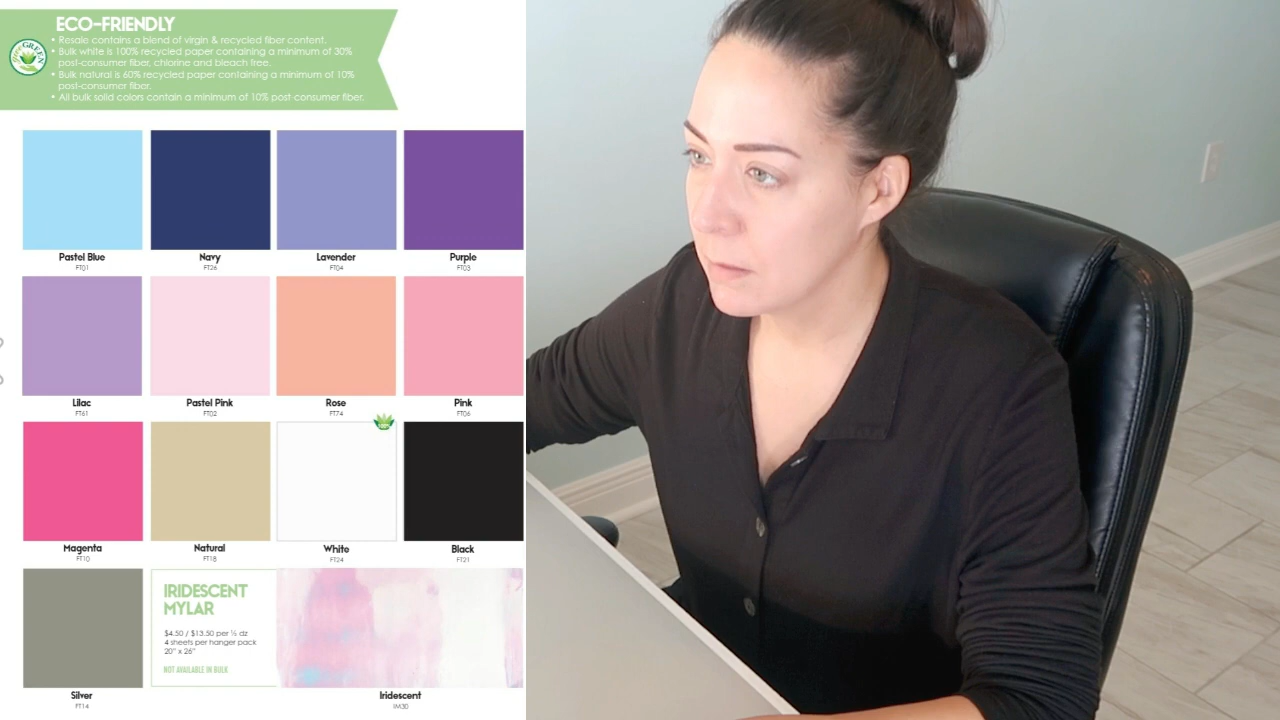 ECO-FRIENDLY
GREEN
• Resale contains a blend of virgin & recycled fiber content.
• Bulk white is 100% recycled paper containing a minimum of 30%
post-consumer fiber, chlorine and bleach free.
• Bulk natural is 60% recycled paper containing a minimum of 10%
post-consumer fiber.
• All bulk solid colors contain a minimum of 10% post-consumer fiber.
Pastel Blue
FT01
Navy
FT26
Lavender
FT04
Purple
FT03
Lilac
FT61
Pastel Pink
FT02
Rose
FT74
Pink
FT06
100%
Magenta
FT10
Natural
FT18
White
FT24
Black
FT21
IRIDESCENT
MYLAR
$4.50 / $13.50 per ½ dz
4 sheets per hanger pack
20" x 26"
NOT AVAILABLE IN BULK
Silver
FT14
Iridescent
IM30